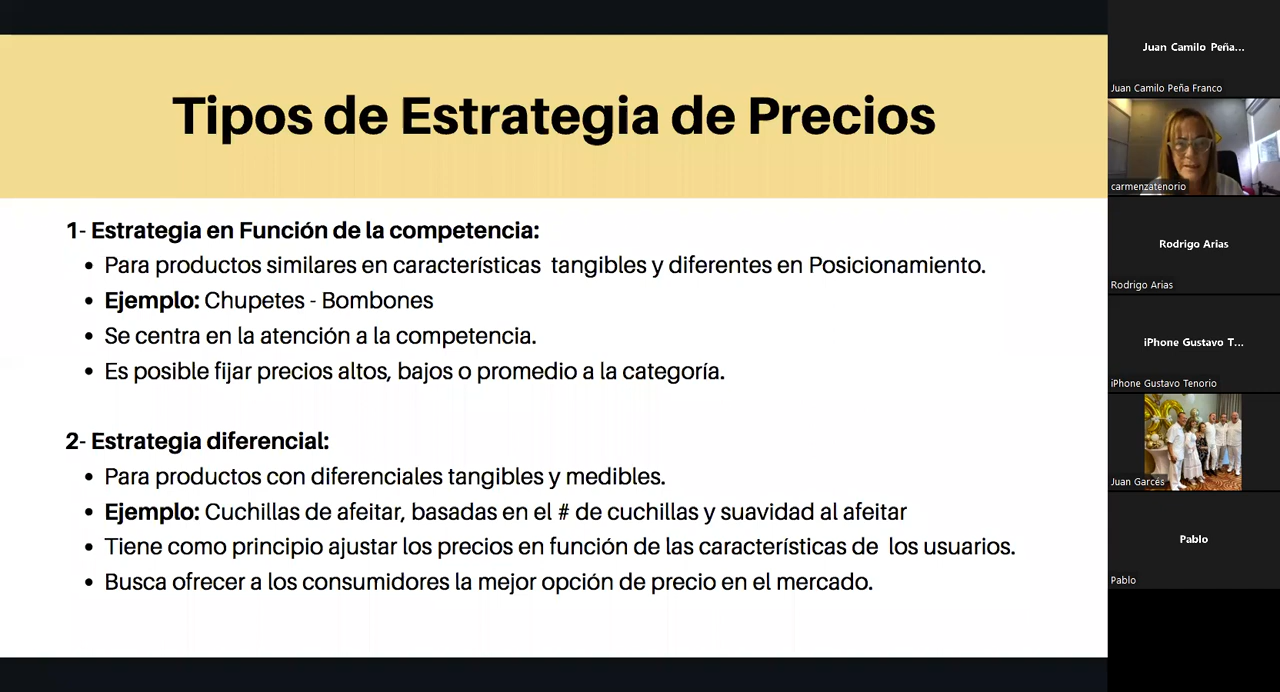 Tipos de Estrategia de Precios
1- Estrategia en Función de la competencia:
• Para productos similares en características tangibles y diferentes en Posicionamiento.
• Ejemplo: Chupetes - Bombones
• Se centra en la atención a la competencia.
• Es posible fijar precios altos, bajos o promedio a la categoría.
2- Estrategia diferencial:
• Para productos con diferenciales tangibles y medibles.
• Ejemplo: Cuchillas de afeitar, basadas en el # de cuchillas y suavidad al afeitar
• Tiene como principio ajustar los precios en función de las características de los usuarios.
• Busca ofrecer a los consumidores la mejor opción de precio en el mercado.
Juan Camilo Peña...
Juan Camilo Peña Franco
carmenzatenorio
Rodrigo Arias
Rodrigo Arias
iPhone Gustavo T...
iPhone Gustavo Tenorio
Juan Garcés
Pablo
Pablo